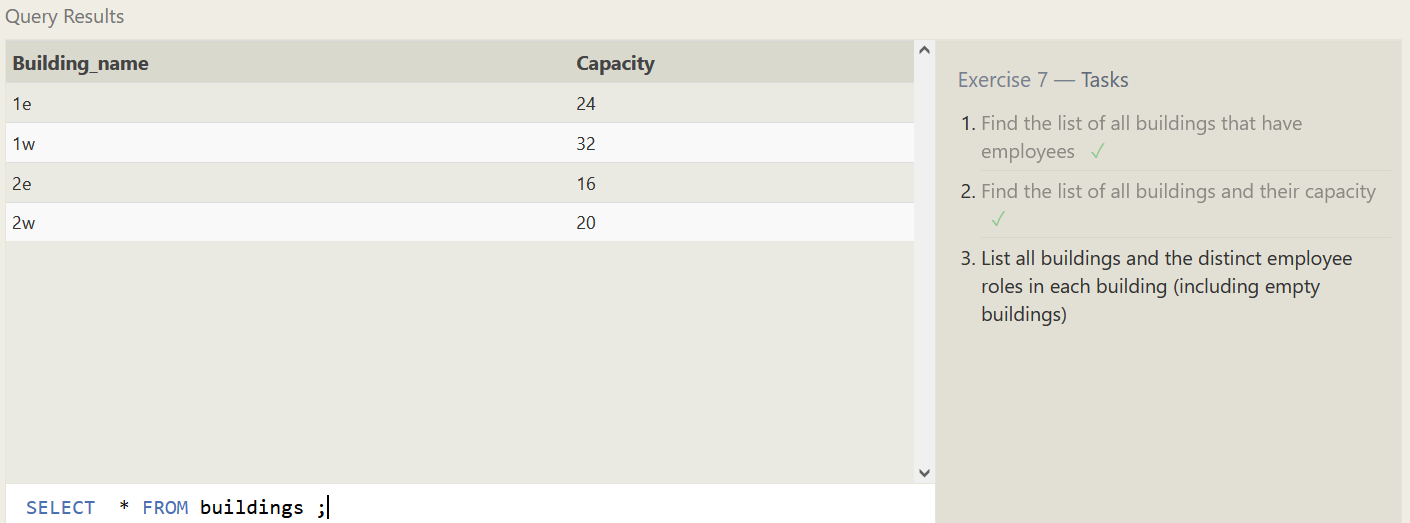 Query Results
Building_name Capacity
1e 24
1w 32
2e 16
2w 20
Exercise 7 — Tasks
1. Find the list of all buildings that have
employees ✓
2. Find the list of all buildings and their capacity
✓
3. List all buildings and the distinct employee
roles in each building (including empty
buildings)
SELECT  * FROM buildings ;